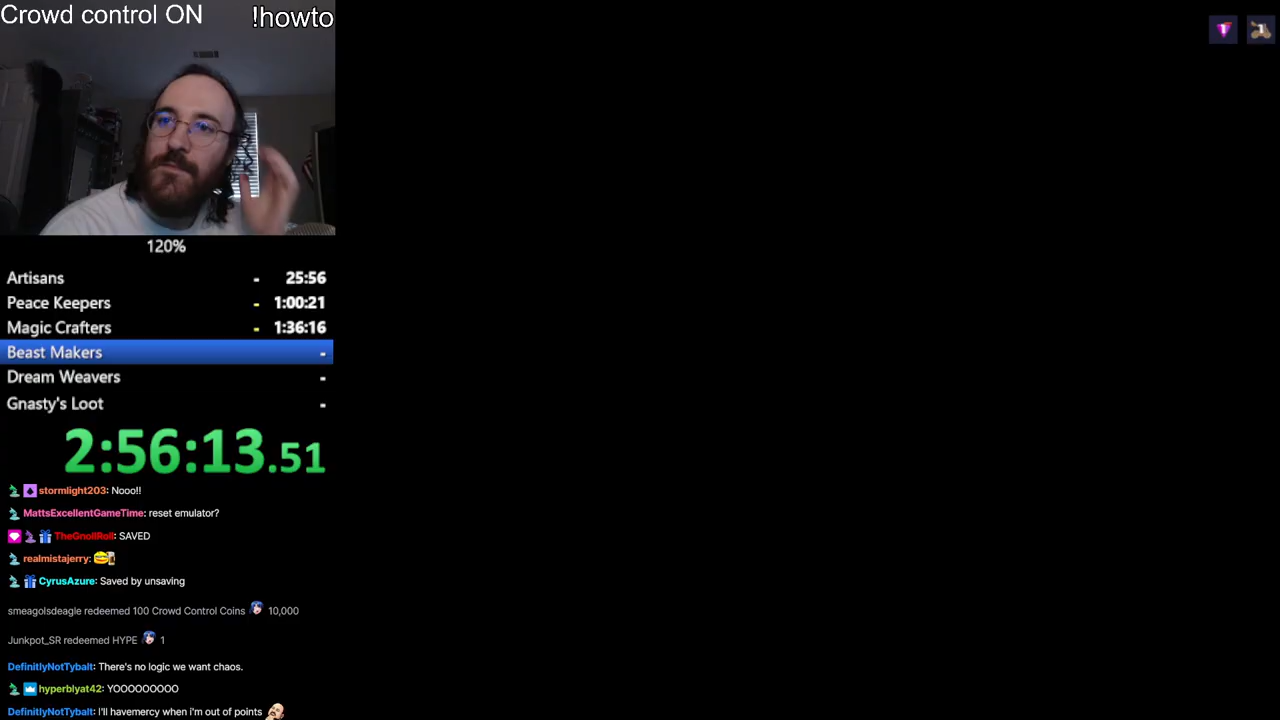 Crowd control ON
!howto
120%
Artisans - 25:56
Peace Keepers - 1:00:21
Magic Crafters - 1:36:16
Beast Makers -
Dream Weavers -
Gnasty's Loot -
2:56:13.51
stormlight203: Nooo!!
MattsExcellentGameTime: reset emulator?
TheGnollRoll: SAVED
realmistajerry:
CyrusAzure: Saved by unsaving
smeagolsdeagle redeemed 100 Crowd Control Coins 10,000
Junkpot_SR redeemed HYPE 1
DefinitlyNotTybalt: There's no logic we want chaos.
hyperblyat42: YOOOOOOOOO
DefinitlyNotTybalt: I'll havemercy when i'm out of points
1